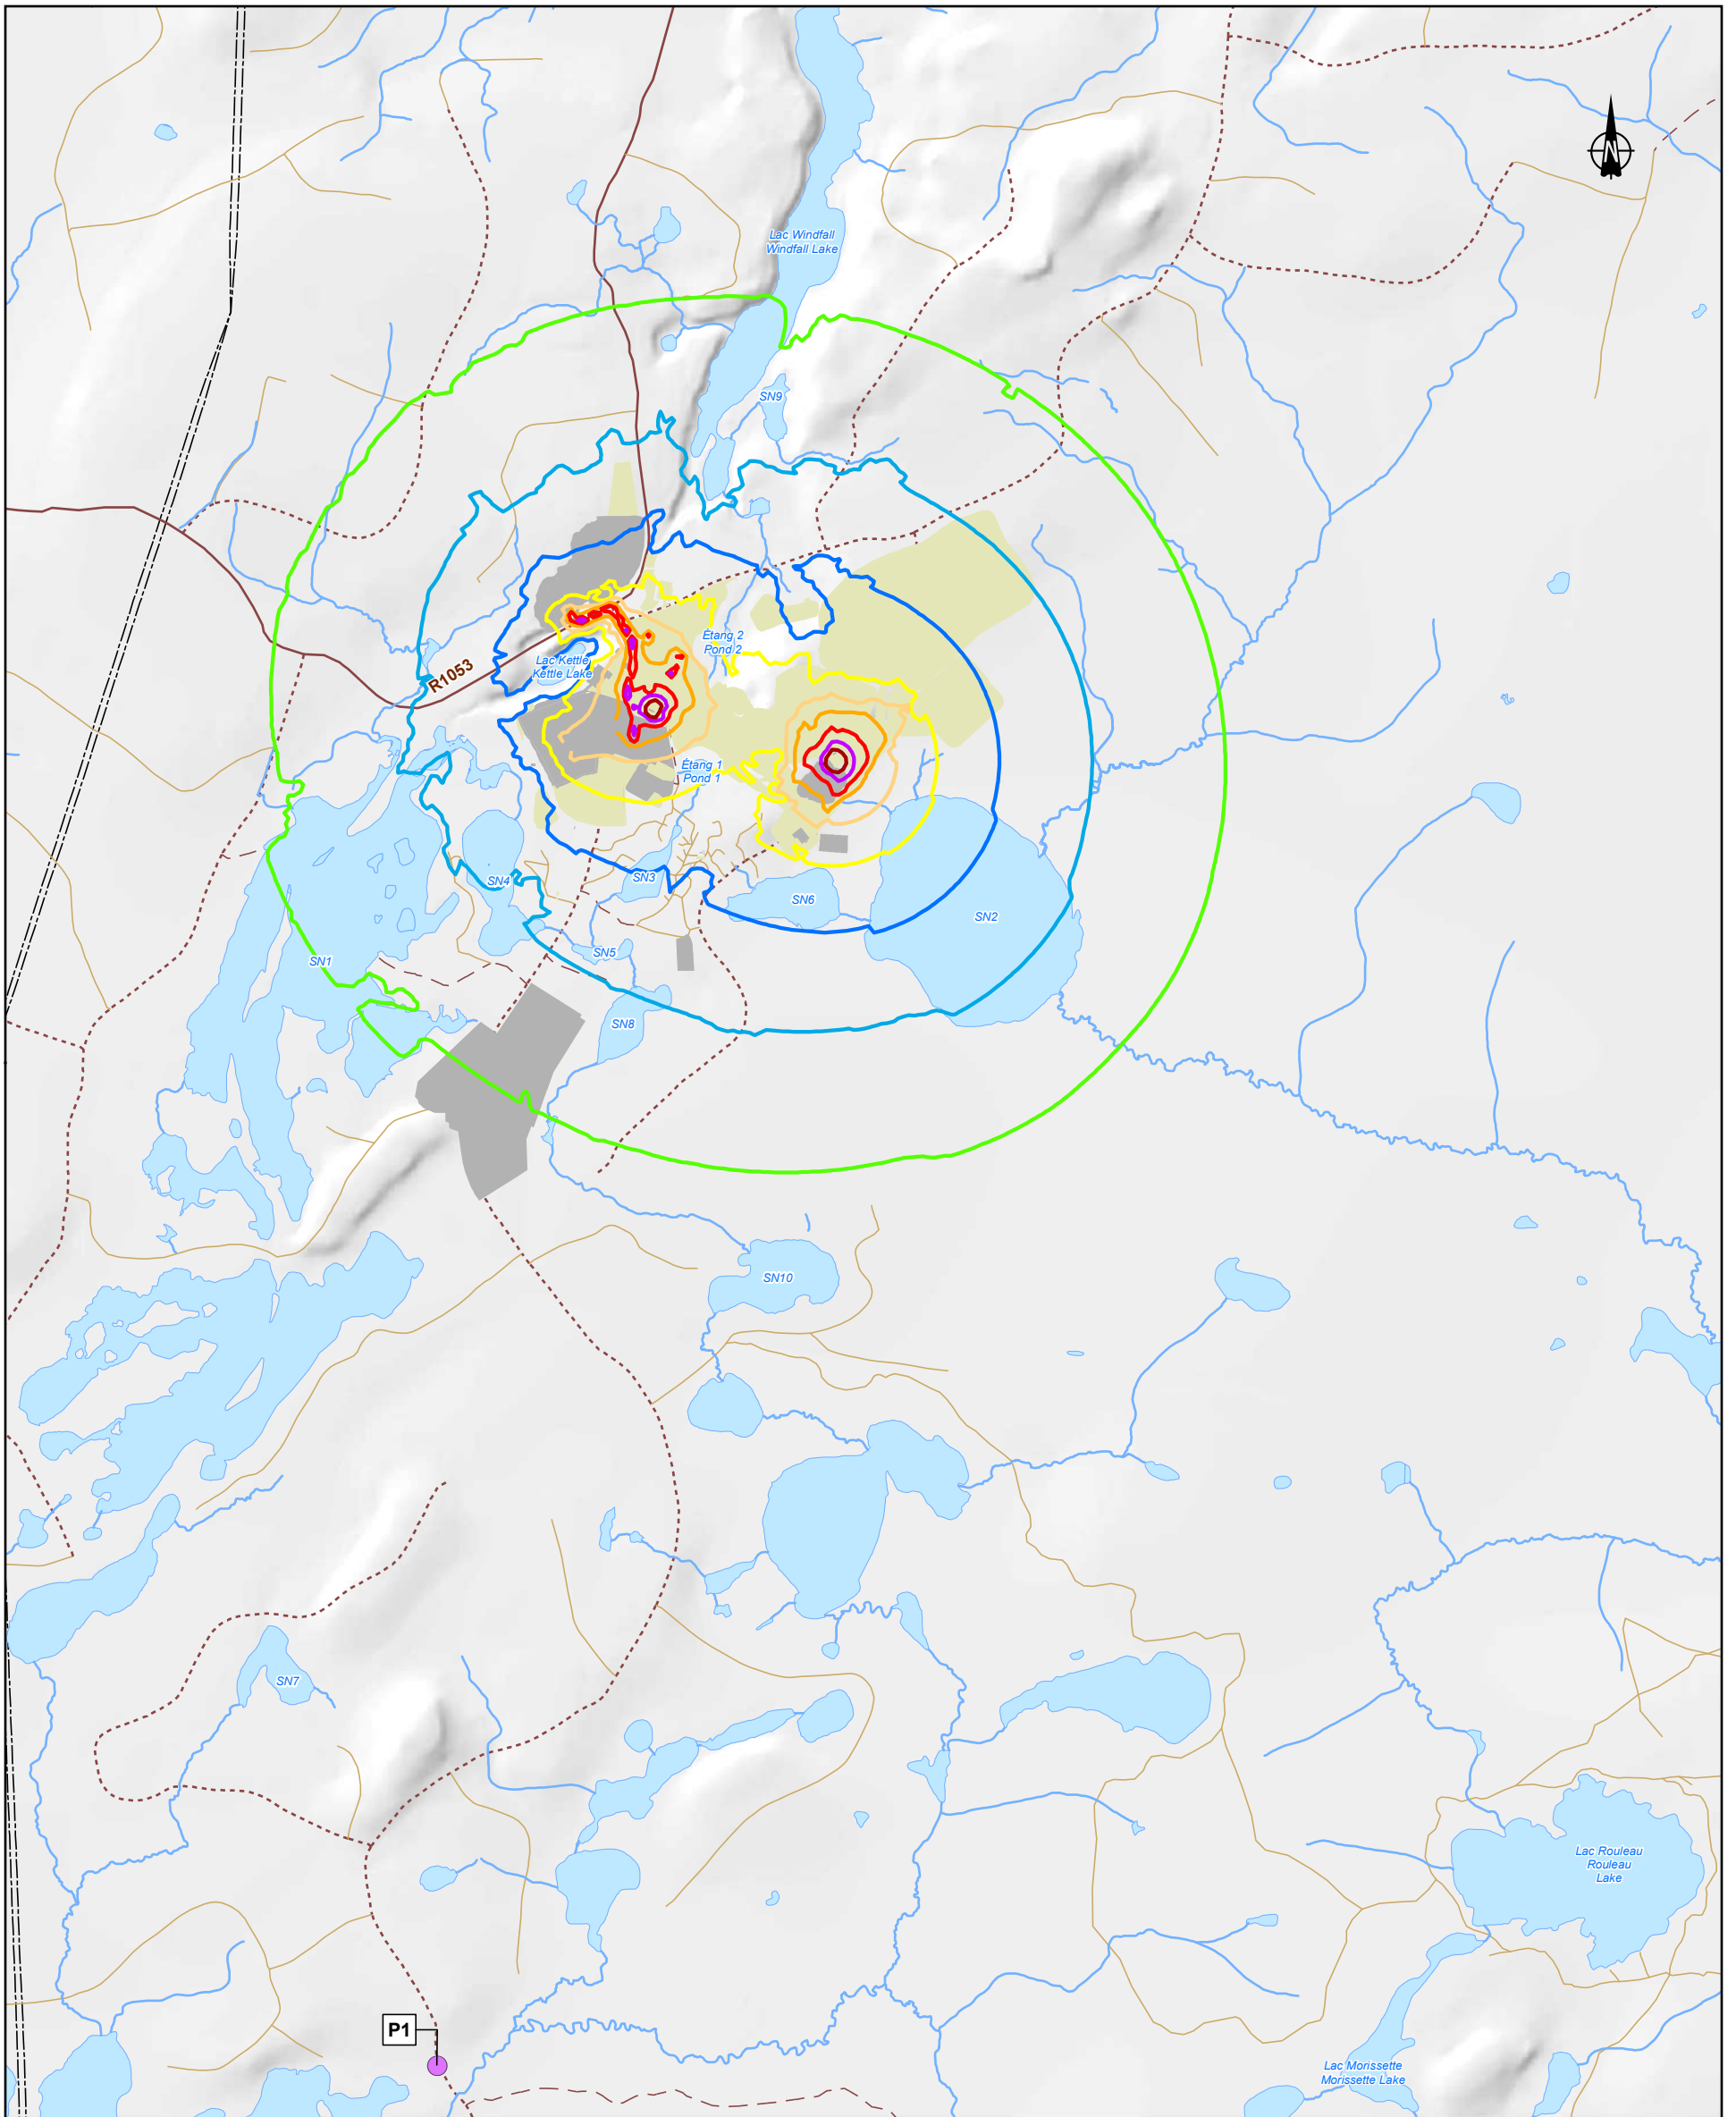 N
Lac Windfall
Windfall Lake
SN9
Étang 2
Pond 2
Lac Kettle
Kettle Lake
R1053
Étang 1
Pond 1
SN4
SN3
SN6
SN2
SN5
SN1
SN8
SN10
SN7
Lac Rouleau
Rouleau
Lake
P1
Lac Morissette
Morissette Lake